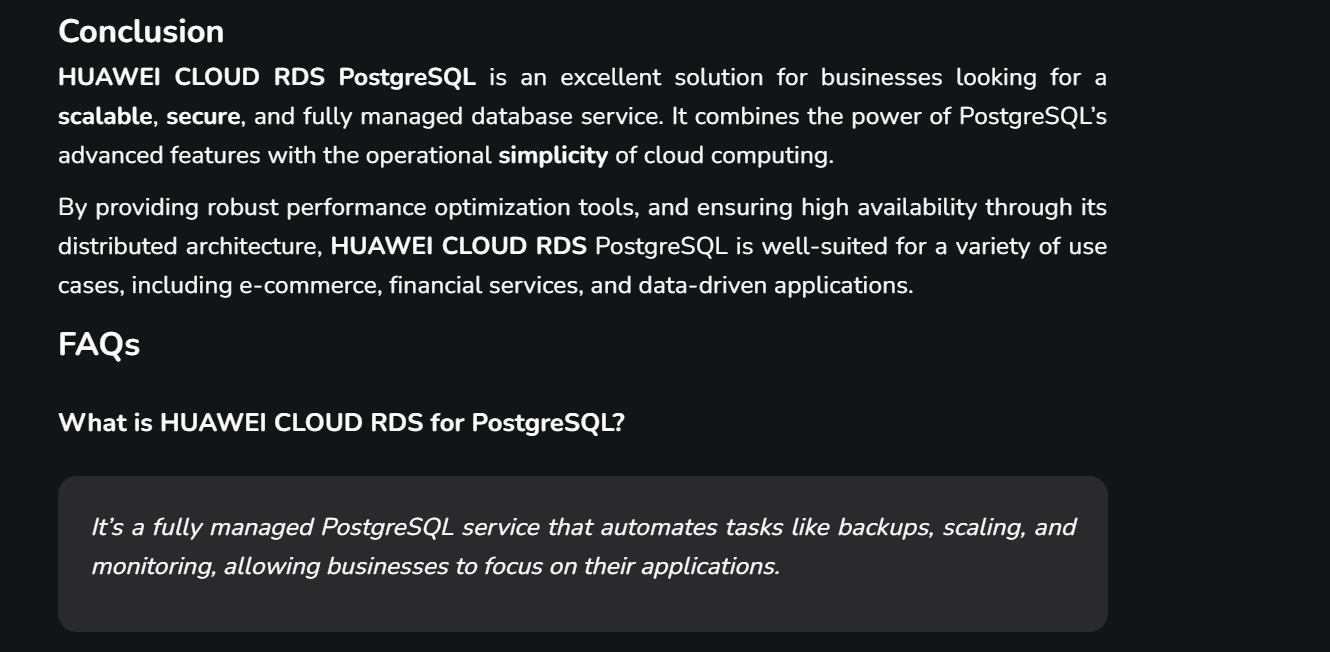 Conclusion
HUAWEI CLOUD RDS PostgreSQL is an excellent solution for businesses looking for a
scalable, secure, and fully managed database service. It combines the power of PostgreSQL’s
advanced features with the operational simplicity of cloud computing.
By providing robust performance optimization tools, and ensuring high availability through its
distributed architecture, HUAWEI CLOUD RDS PostgreSQL is well-suited for a variety of use
cases, including e-commerce, financial services, and data-driven applications.
FAQs
What is HUAWEI CLOUD RDS for PostgreSQL?
It’s a fully managed PostgreSQL service that automates tasks like backups, scaling, and
monitoring, allowing businesses to focus on their applications.